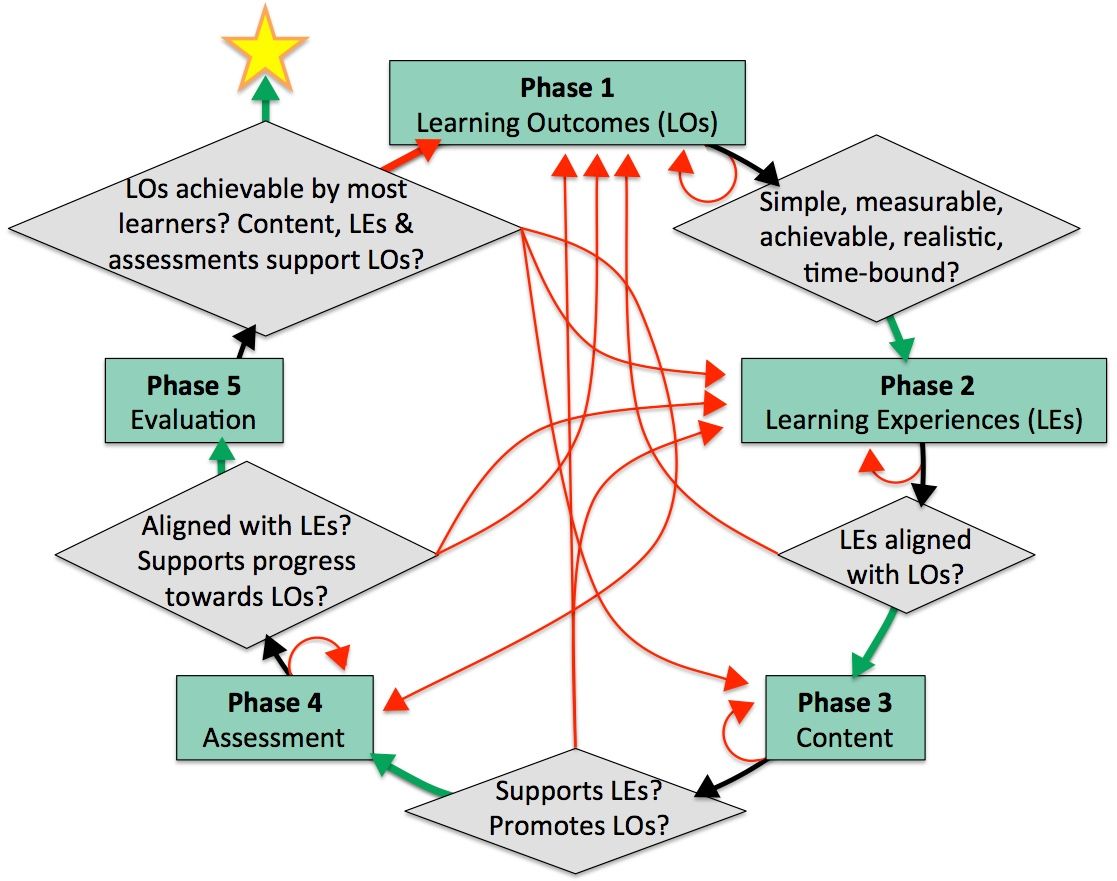 Phase 1
Learning Outcomes (LOs)
Simple, measurable,
achievable, realistic,
time-bound?
Phase 2
Learning Experiences (LEs)
LEs aligned
with LOs?
Phase 3
Content
Supports LEs?
Promotes LOs?
Phase 4
Assessment
Aligned with LEs?
Supports progress
towards LOs?
Phase 5
Evaluation
LOs achievable by most
learners? Content, LEs &
assessments support LOs?